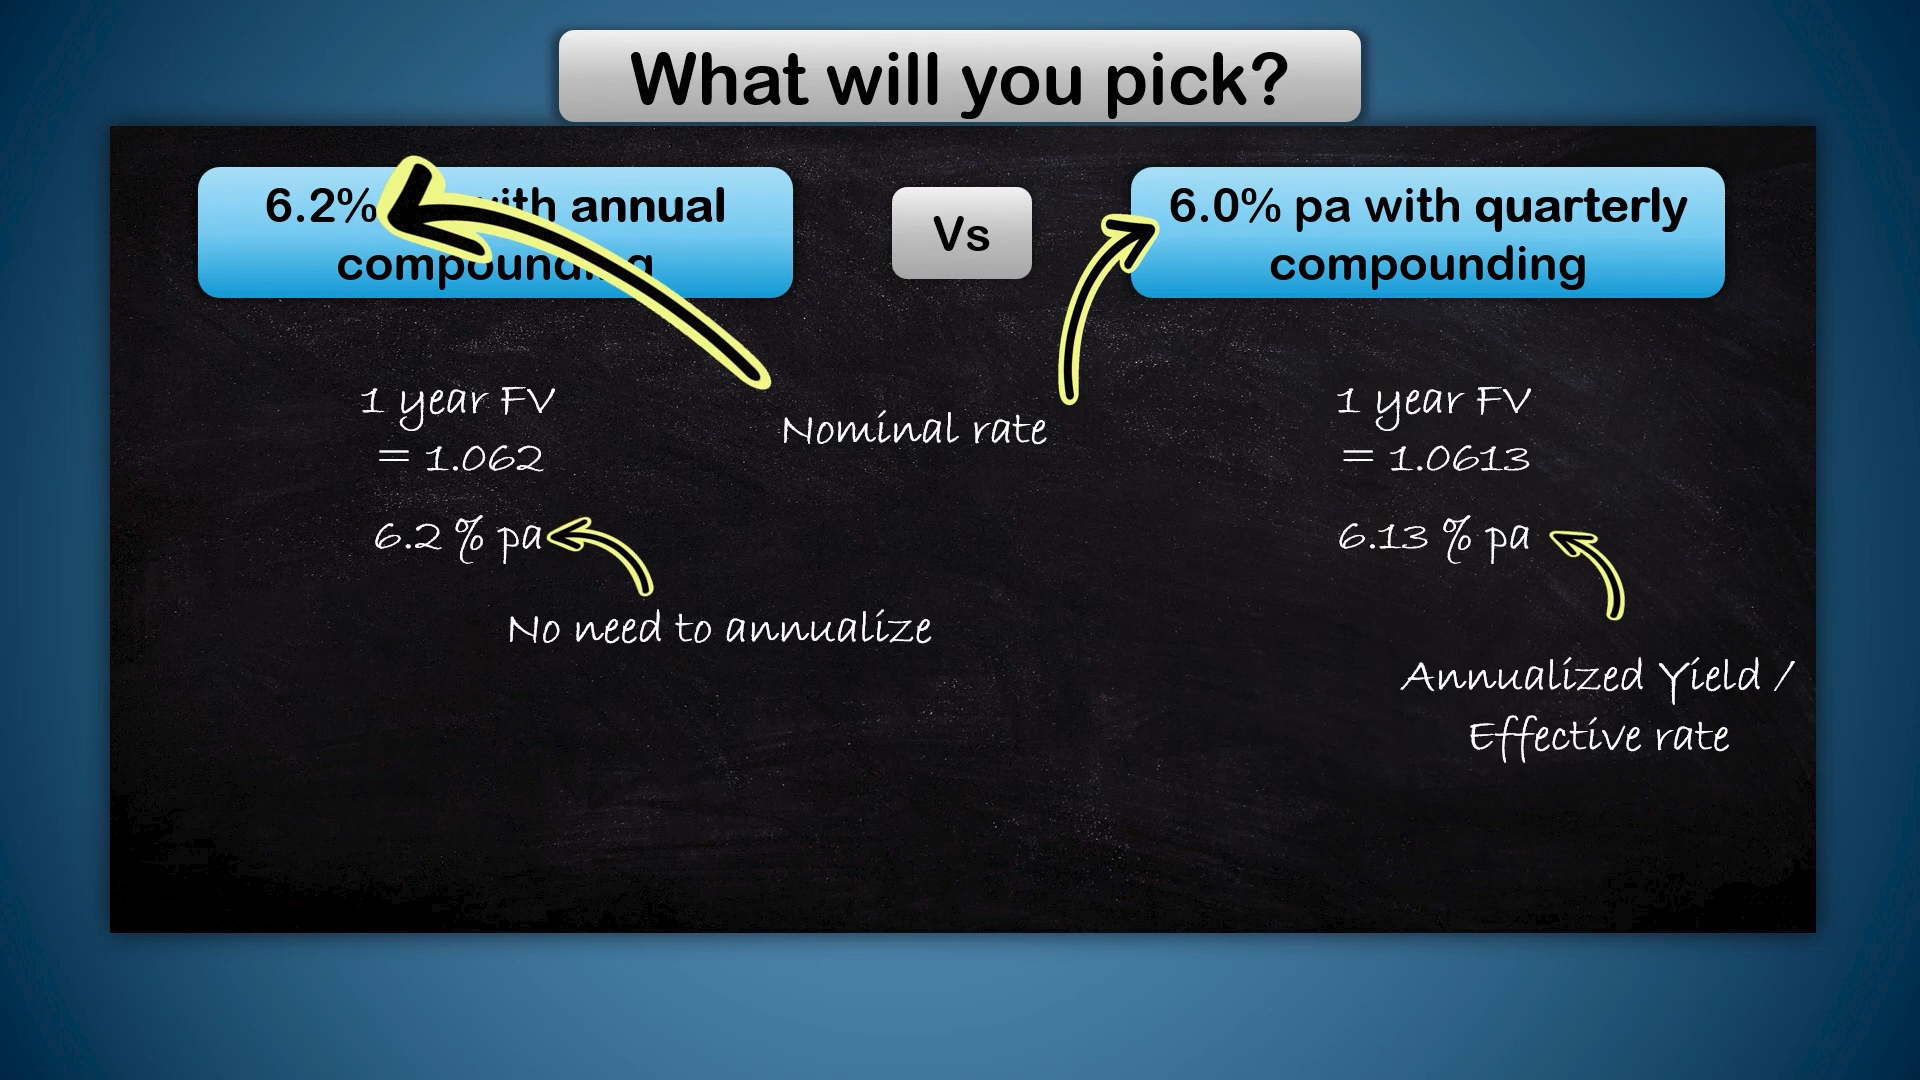 What will you pick?
6.2% with annual
compounding
Vs
6.0% pa with quarterly
compounding
1 year FV
= 1.062
6.2 % pa
No need to annualize
Nominal rate
1 year FV
= 1.0613
6.13 % pa
Annualized Yield /
Effective rate